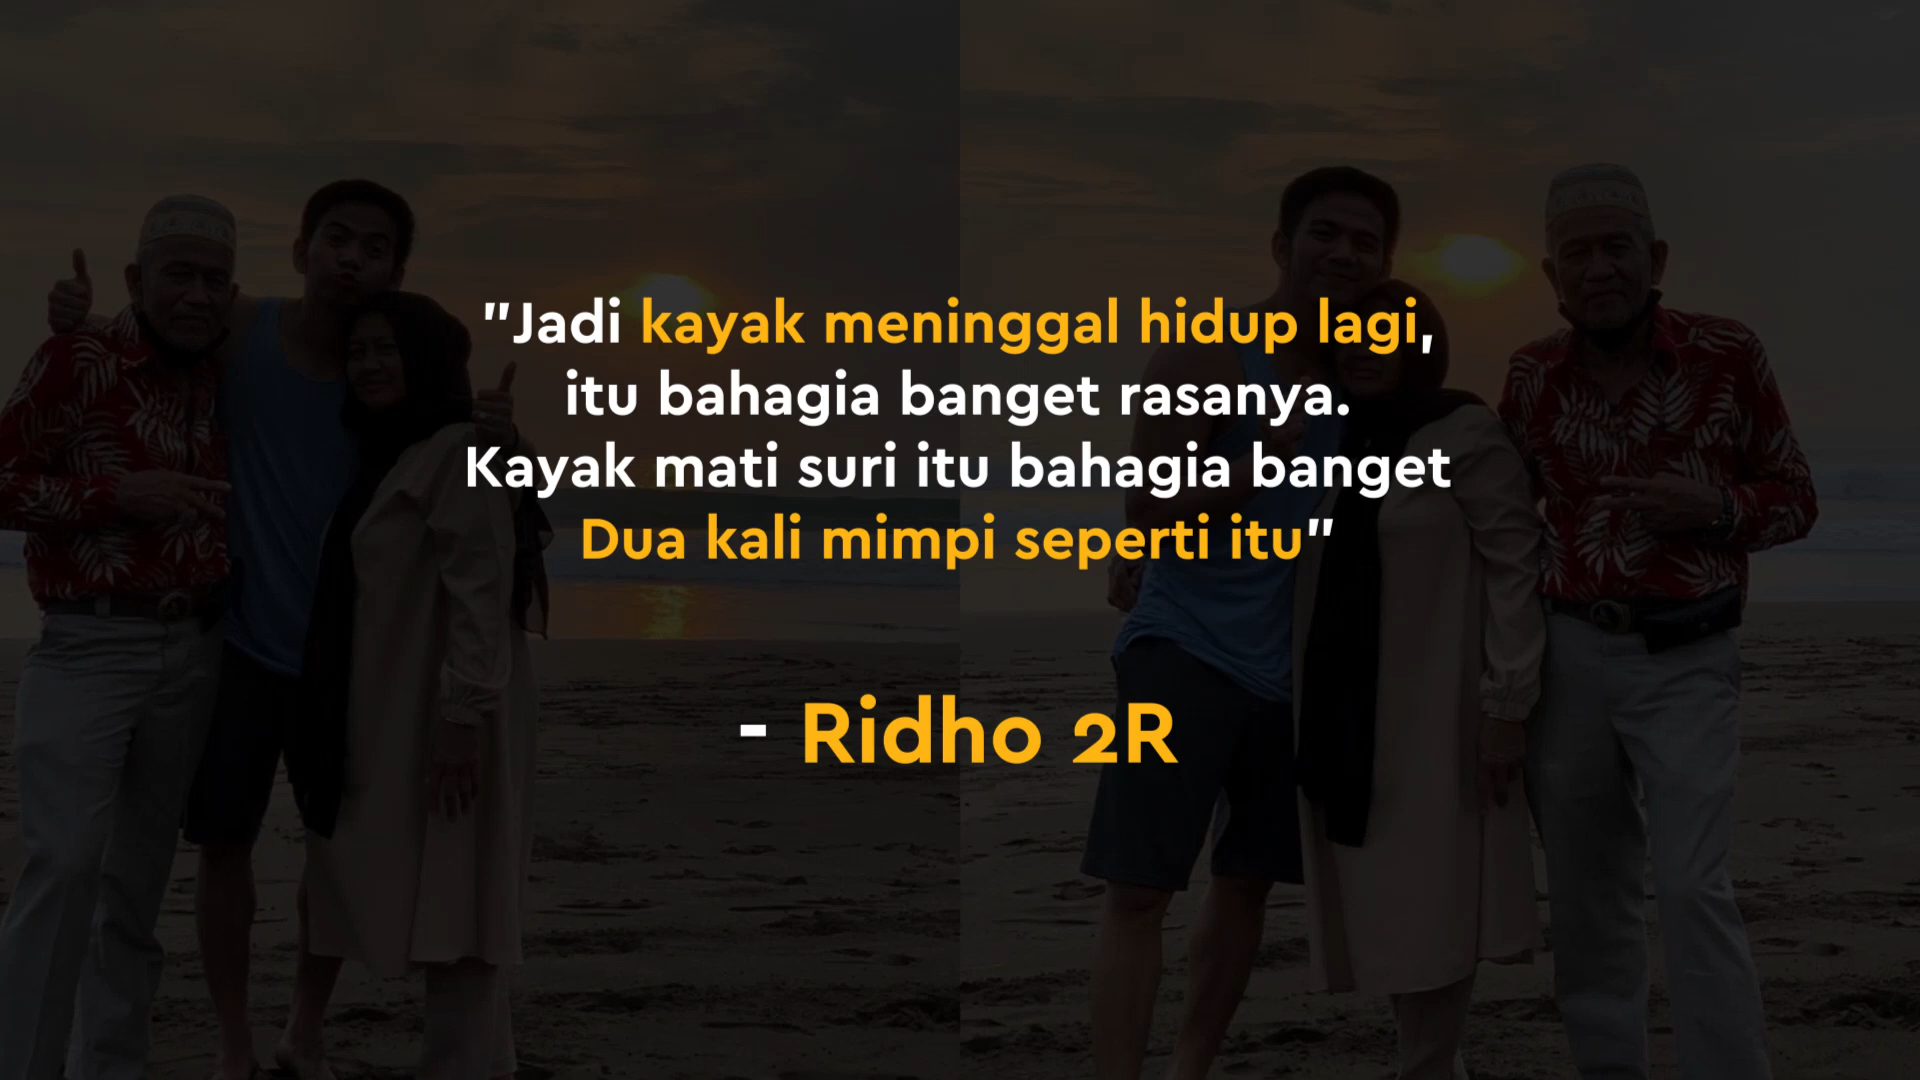 "Jadi kayak meninggal hidup lagi,
itu bahagia banget rasanya.
Kayak mati suri itu bahagia banget
Dua kali mimpi seperti itu"
- Ridho 2R